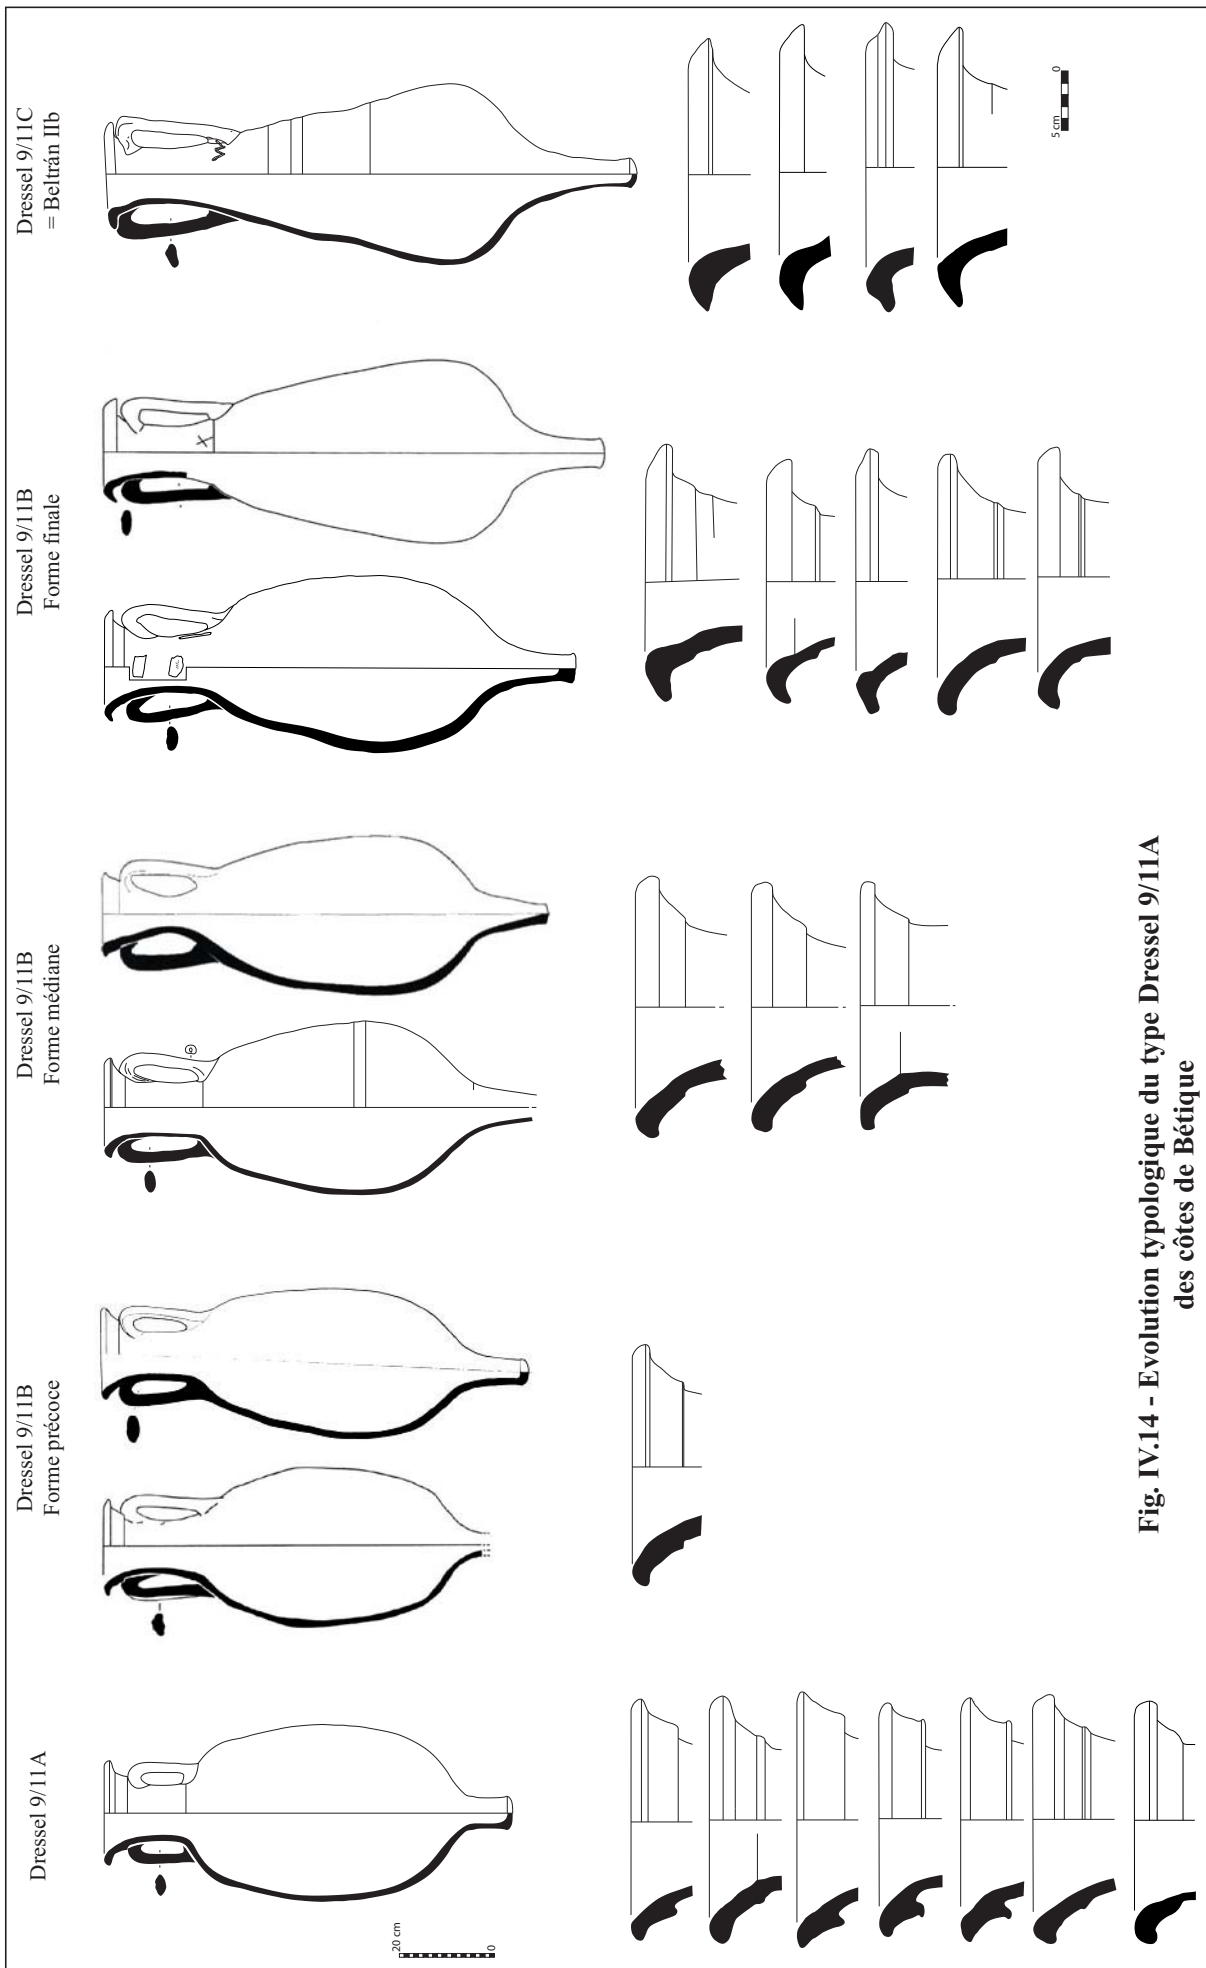 Dressel 9/11A
Dressel 9/11B
Forme précoce
Dressel 9/11B
Forme médiane
Dressel 9/11B
Forme finale
Dressel 9/11C
= Beltrán IIb
20 cm
0
5 cm
0
Fig. IV.14 - Evolution typologique du type Dressel 9/11A
des côtes de Bétique